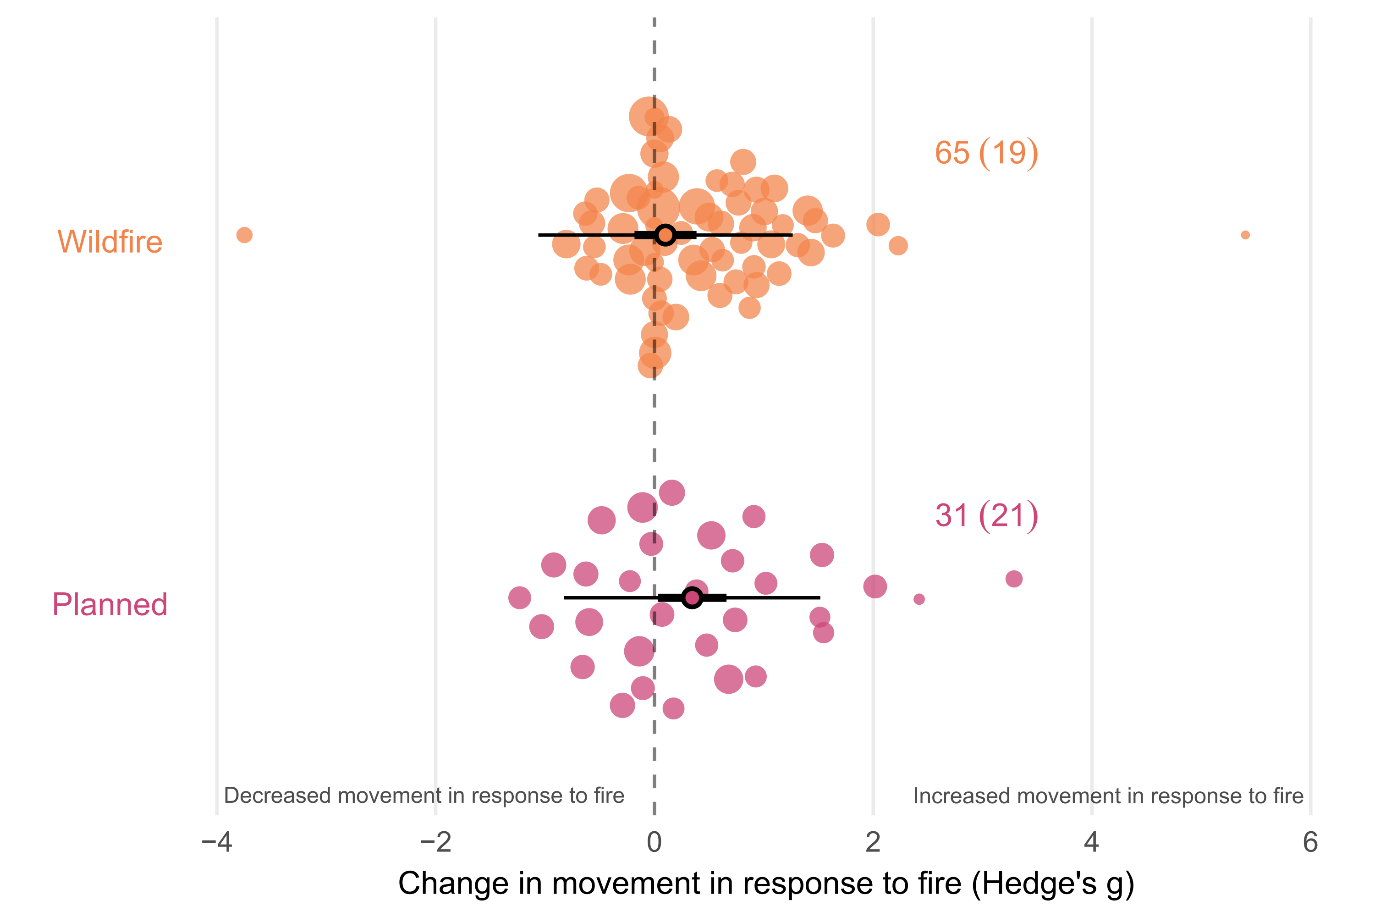 65 (19)
Wildfire
31 (21)
Planned
Decreased movement in response to fire
Increased movement in response to fire
−4
−2
0
2
4
6
Change in movement in response to fire (Hedge's g)